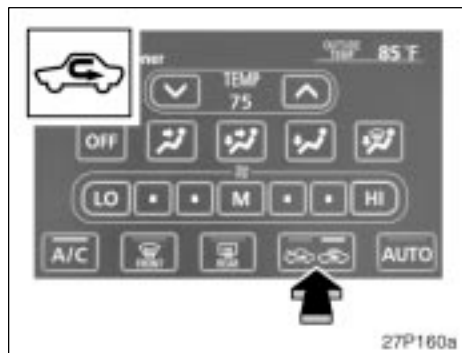 OUTSIDE TEMP 85°F
TEMP
75
OFF
LO M HI
A/C FRONT REAR AUTO
27P160a